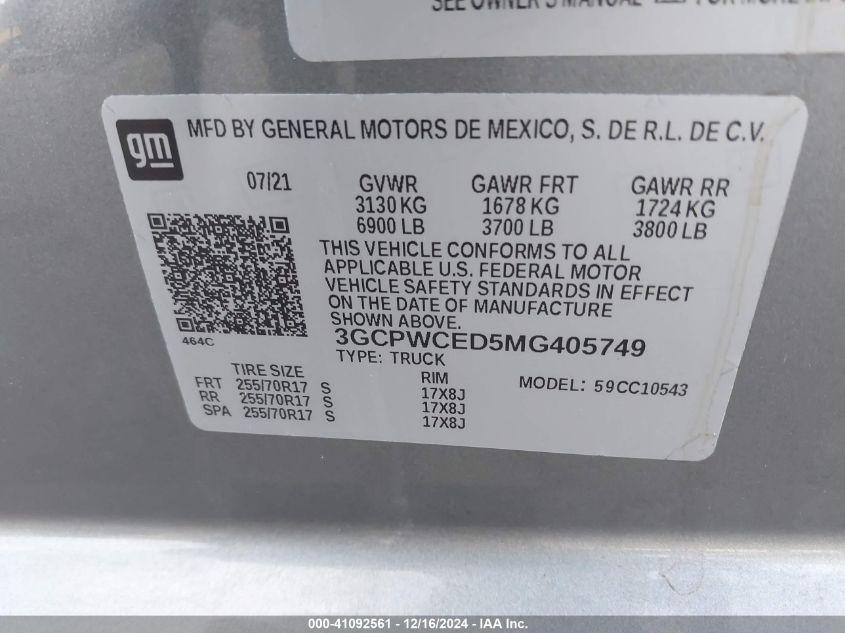 SEE OWNER'S MANUAL FOR MORE
gm
MFD BY GENERAL MOTORS DE MEXICO, S. DE R.L. DE C.V.
07/21 GVWR GAWR FRT GAWR RR
3130 KG 1678 KG 1724 KG
6900 LB 3700 LB 3800 LB
THIS VEHICLE CONFORMS TO ALL
APPLICABLE U.S. FEDERAL MOTOR
VEHICLE SAFETY STANDARDS IN EFFECT
ON THE DATE OF MANUFACTURE
SHOWN ABOVE.
464C
3GCPWCED5MG405749
TYPE: TRUCK
TIRE SIZE RIM MODEL: 59CC10543
FRT 255/70R17 S 17X8J
RR 255/70R17 S 17X8J
SPA 255/70R17 S 17X8J
000-41092561 - 12/16/2024 - IAA INC.